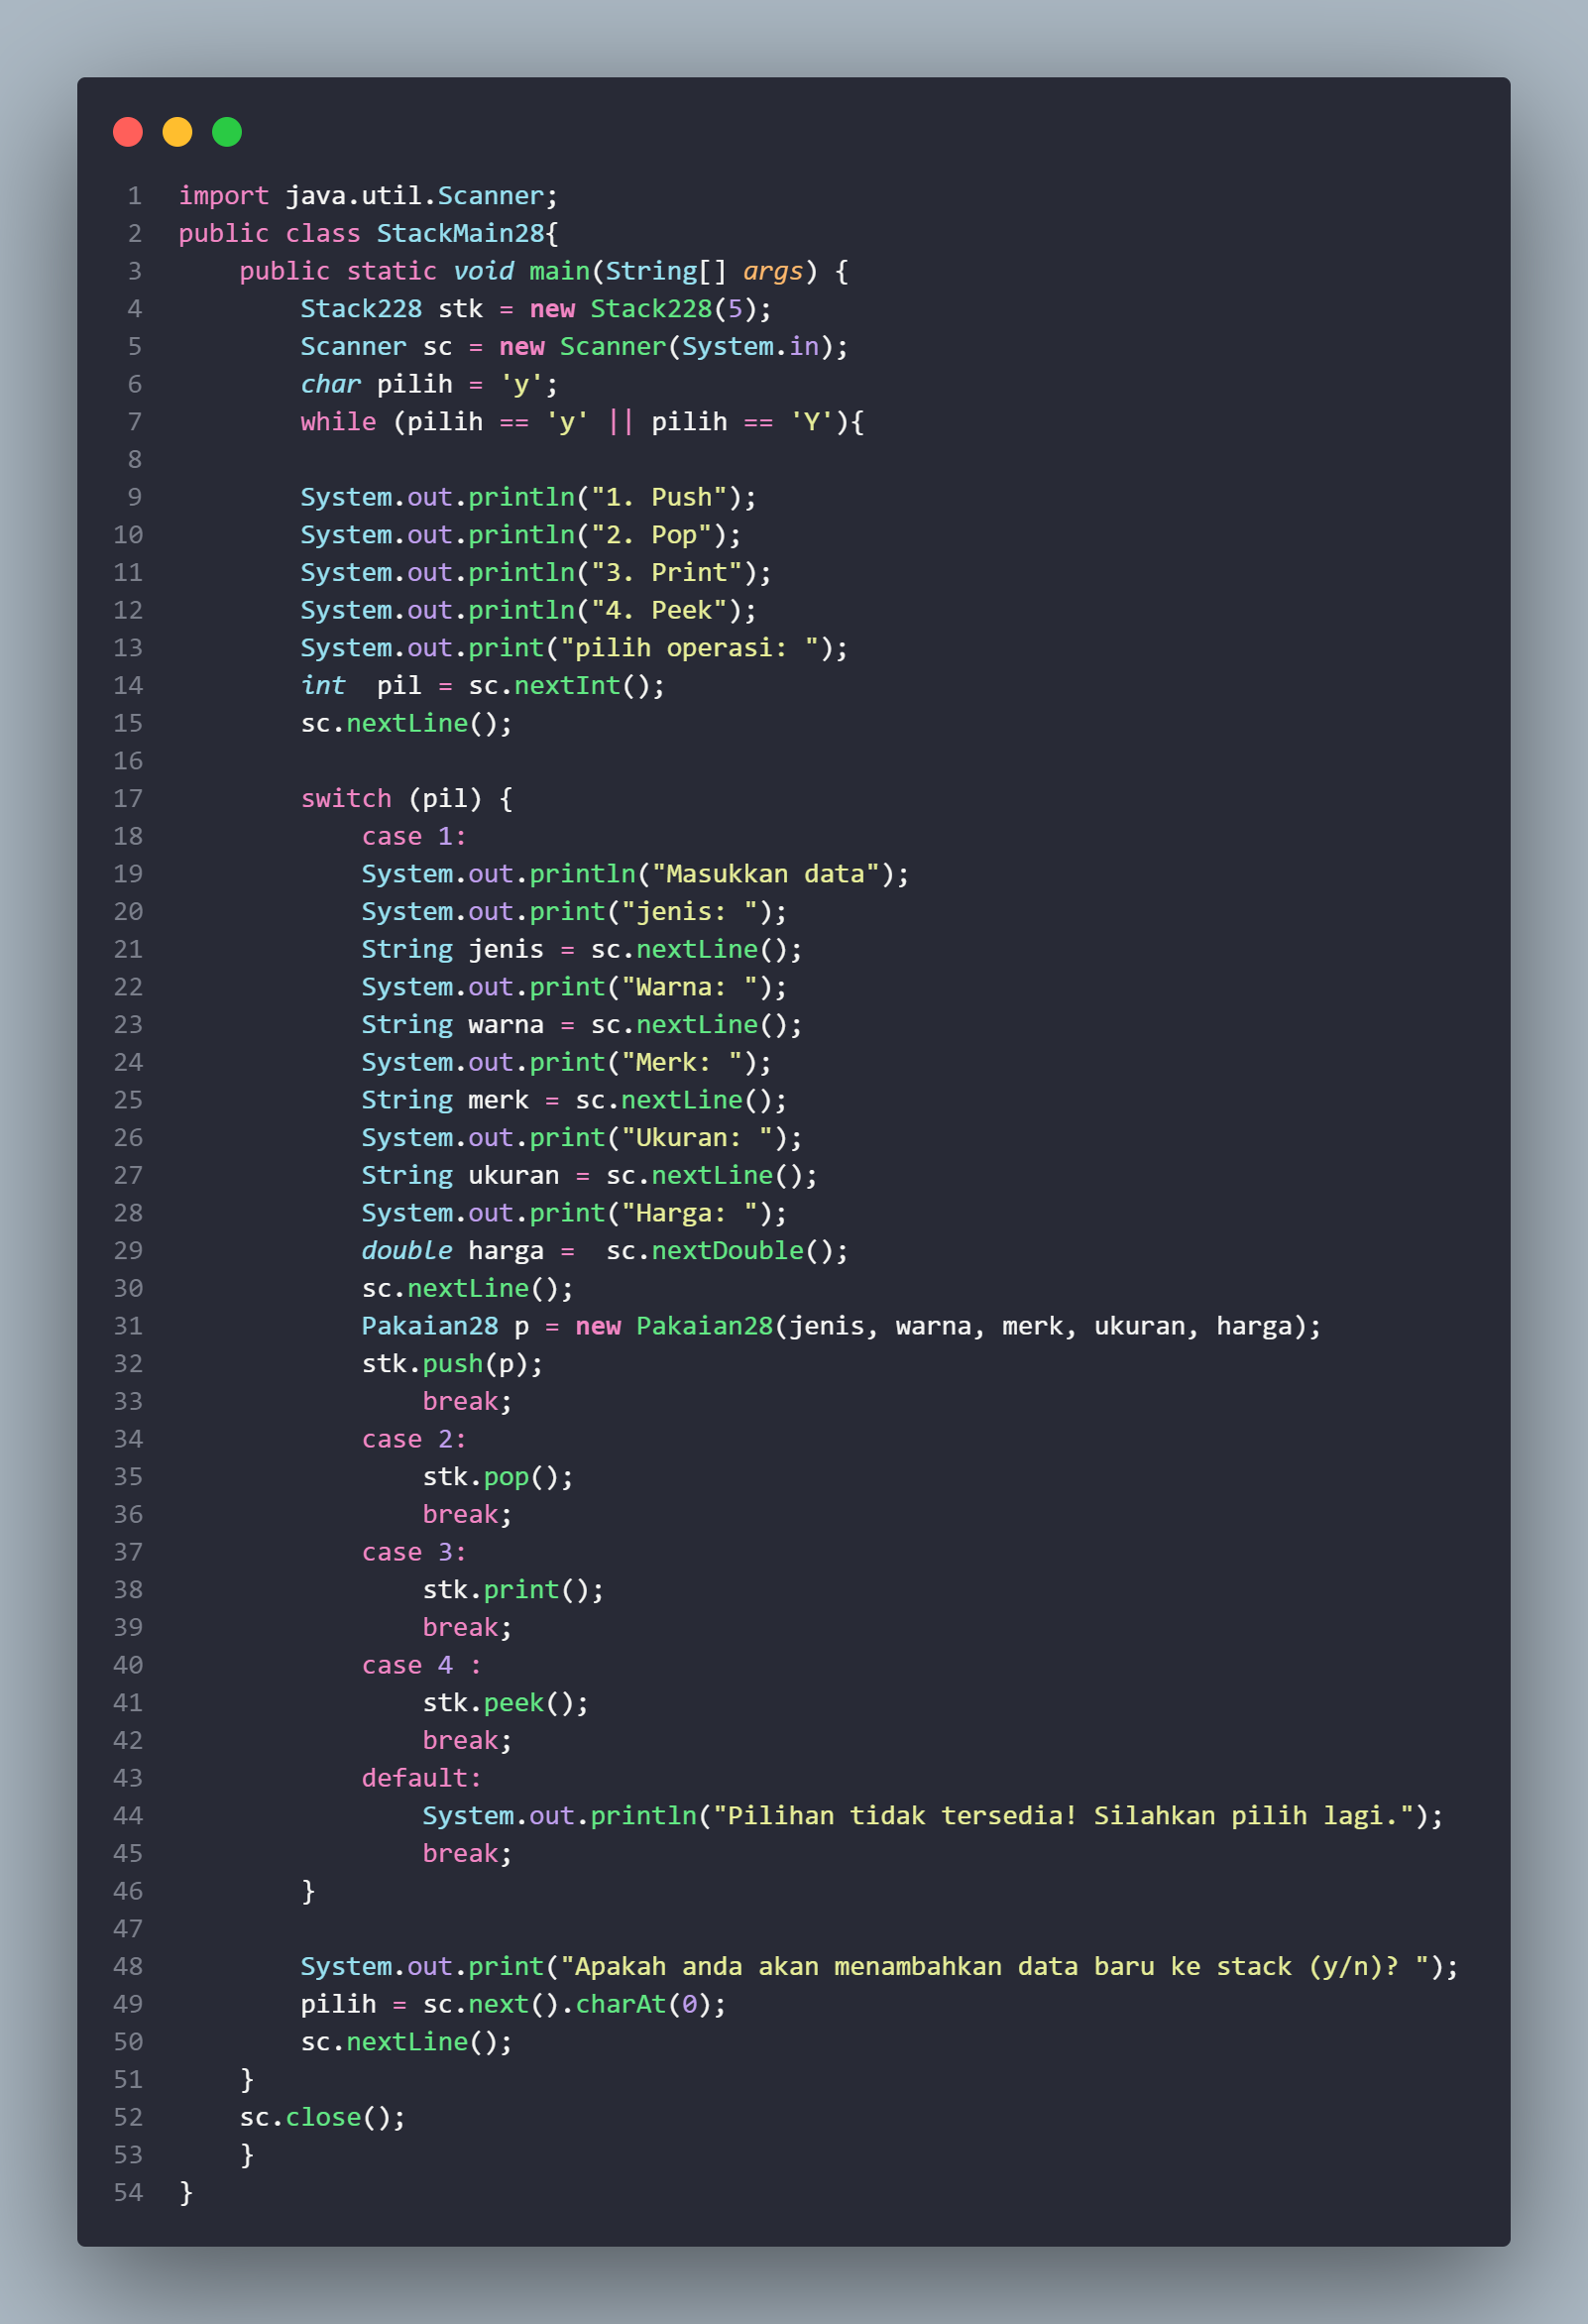 1 import java.util.Scanner;
2 public class StackMain28{
3     public static void main(String[] args) {
4         Stack228 stk = new Stack228(5);
5         Scanner sc = new Scanner(System.in);
6         char pilih = 'y';
7         while (pilih == 'y' || pilih == 'Y'){
8
9         System.out.println("1. Push");
10         System.out.println("2. Pop");
11         System.out.println("3. Print");
12         System.out.println("4. Peek");
13         System.out.print("pilih operasi: ");
14         int  pil = sc.nextInt();
15         sc.nextLine();
16
17         switch (pil) {
18             case 1:
19             System.out.println("Masukkan data");
20             System.out.print("jenis: ");
21             String jenis = sc.nextLine();
22             System.out.print("Warna: ");
23             String warna = sc.nextLine();
24             System.out.print("Merk: ");
25             String merk = sc.nextLine();
26             System.out.print("Ukuran: ");
27             String ukuran = sc.nextLine();
28             System.out.print("Harga: ");
29             double harga =  sc.nextDouble();
30             sc.nextLine();
31             Pakaian28 p = new Pakaian28(jenis, warna, merk, ukuran, harga);
32             stk.push(p);
33                 break;
34             case 2:
35                 stk.pop();
36                 break;
37             case 3:
38                 stk.print();
39                 break;
40             case 4 :
41                 stk.peek();
42                 break;
43             default:
44                 System.out.println("Pilihan tidak tersedia! Silahkan pilih lagi.");
45                 break;
46         }
47
48         System.out.print("Apakah anda akan menambahkan data baru ke stack (y/n)? ");
49         pilih = sc.next().charAt(0);
50         sc.nextLine();
51     }
52     sc.close();
53     }
54 }